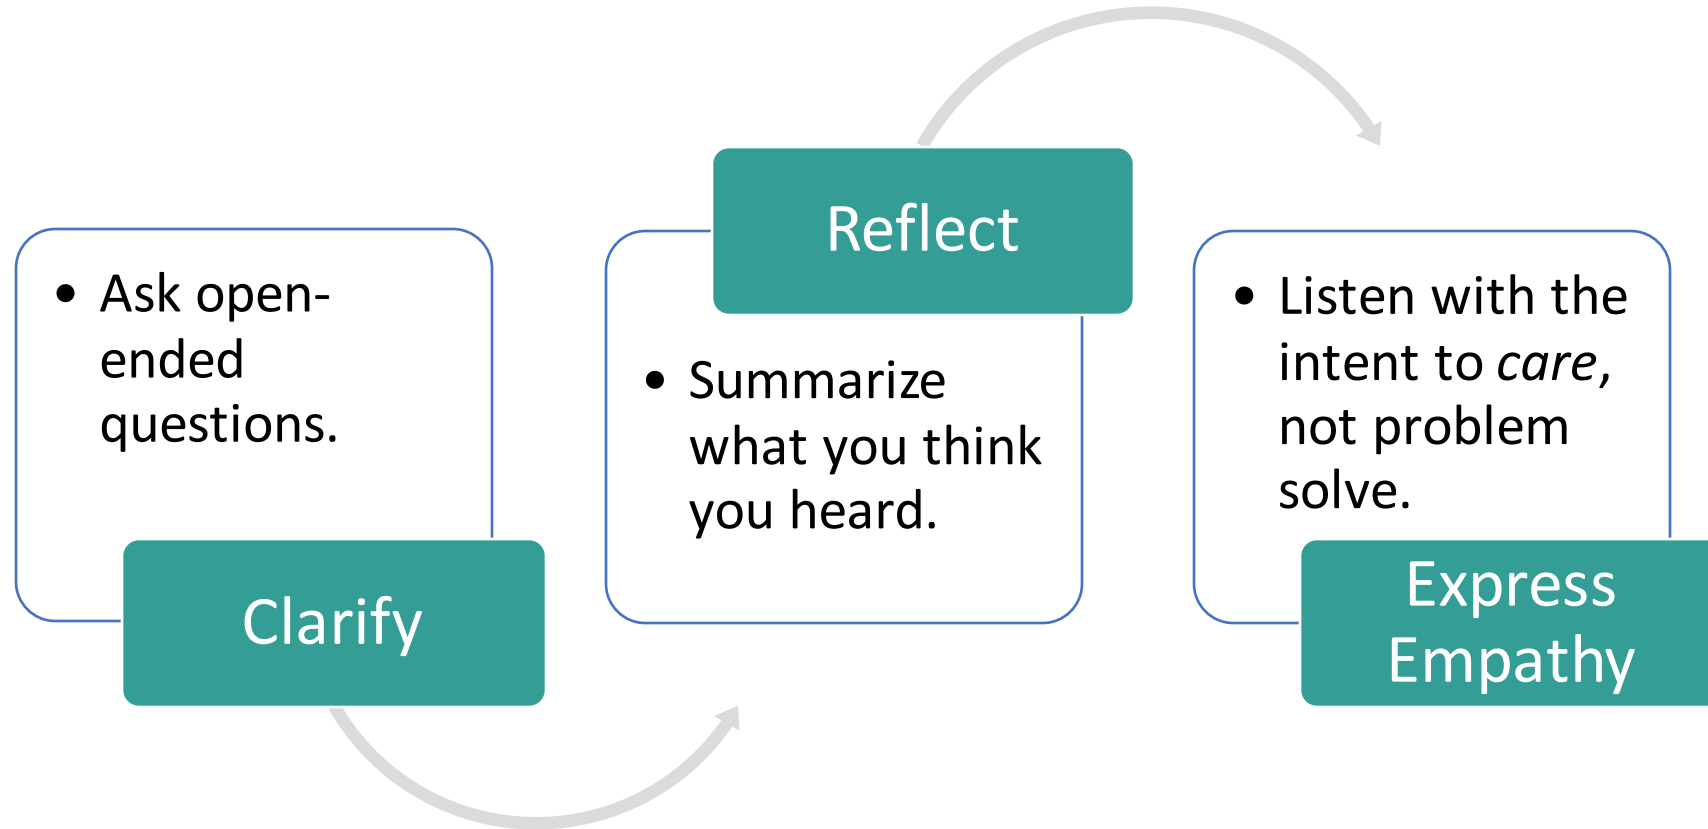 • Ask open-
ended
questions.
Clarify
Reflect
• Summarize
what you think
you heard.
• Listen with the
intent to care,
not problem
solve.
Express
Empathy